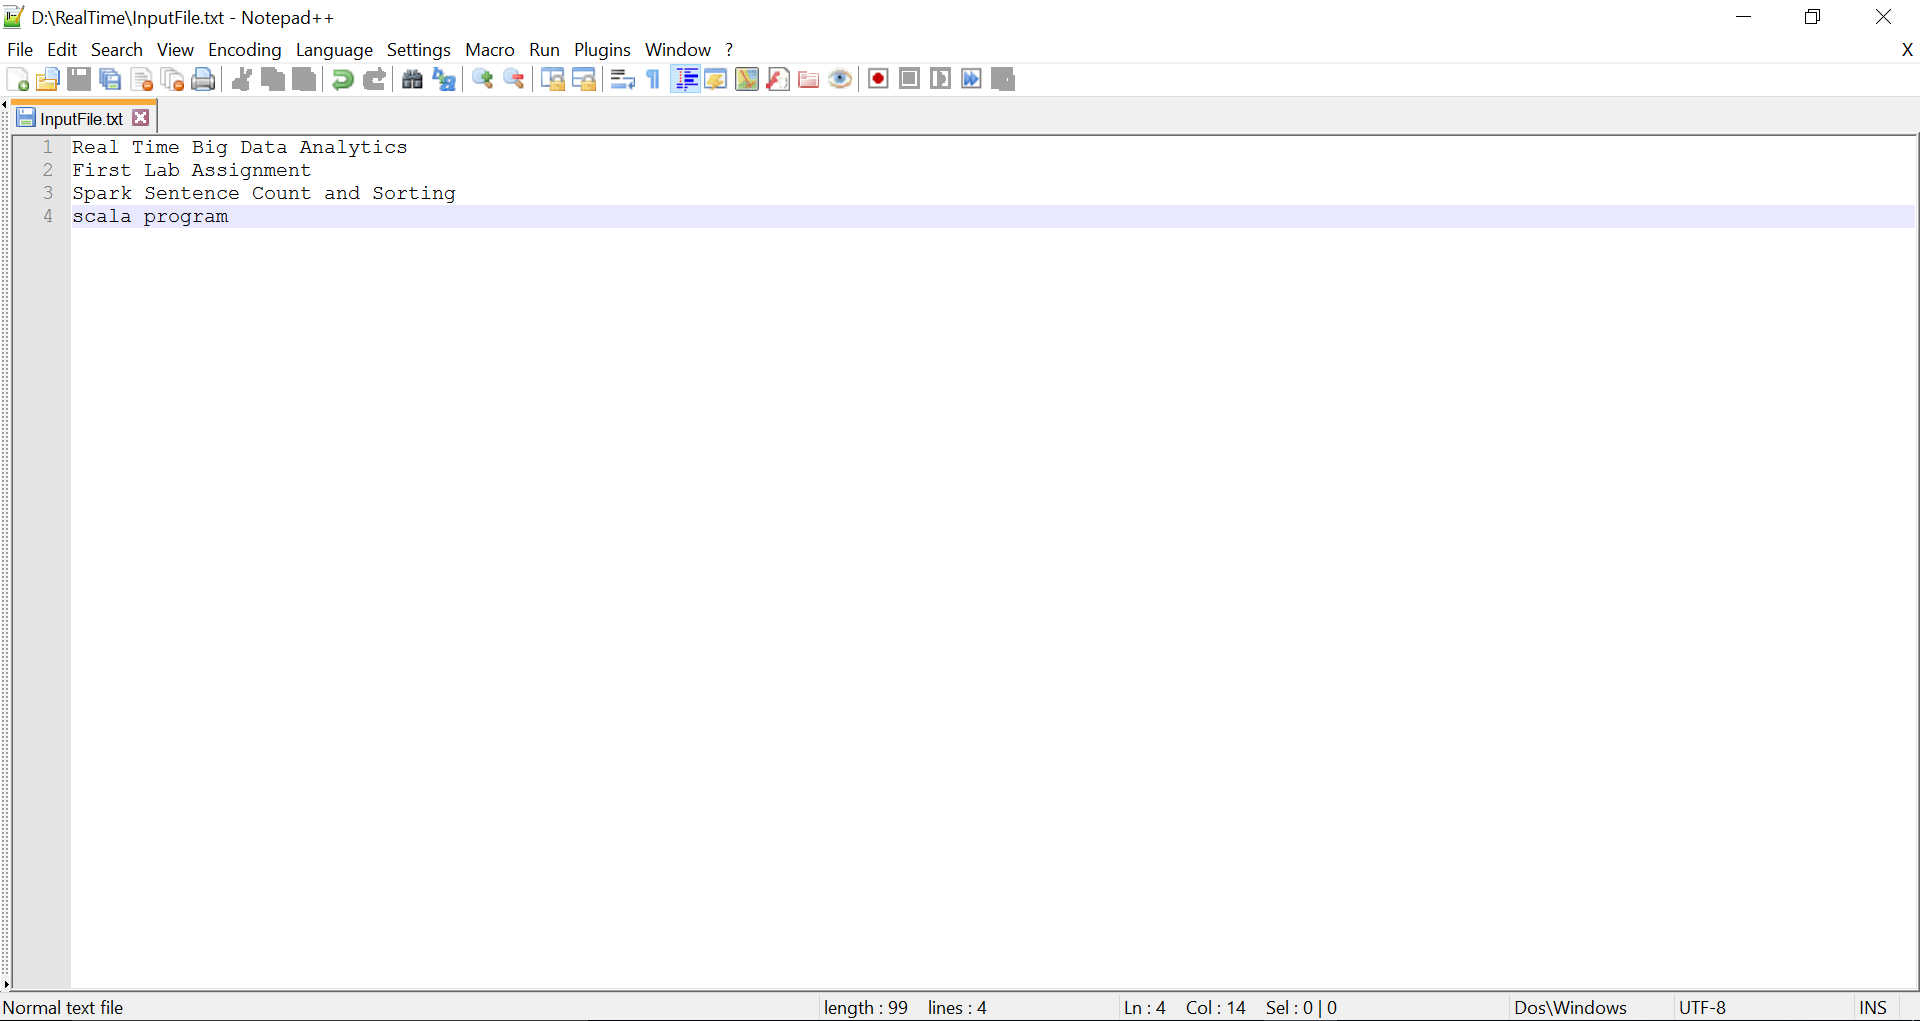 D:\RealTime\InputFile.txt - Notepad++
File Edit Search View Encoding Language Settings Macro Run Plugins Window ? X
InputFile.txt
1 Real Time Big Data Analytics
2 First Lab Assignment
3 Spark Sentence Count and Sorting
4 scala program
Normal text file length : 99 lines : 4 Ln : 4 Col : 14 Sel : 0 | 0 Dos\Windows UTF-8 INS